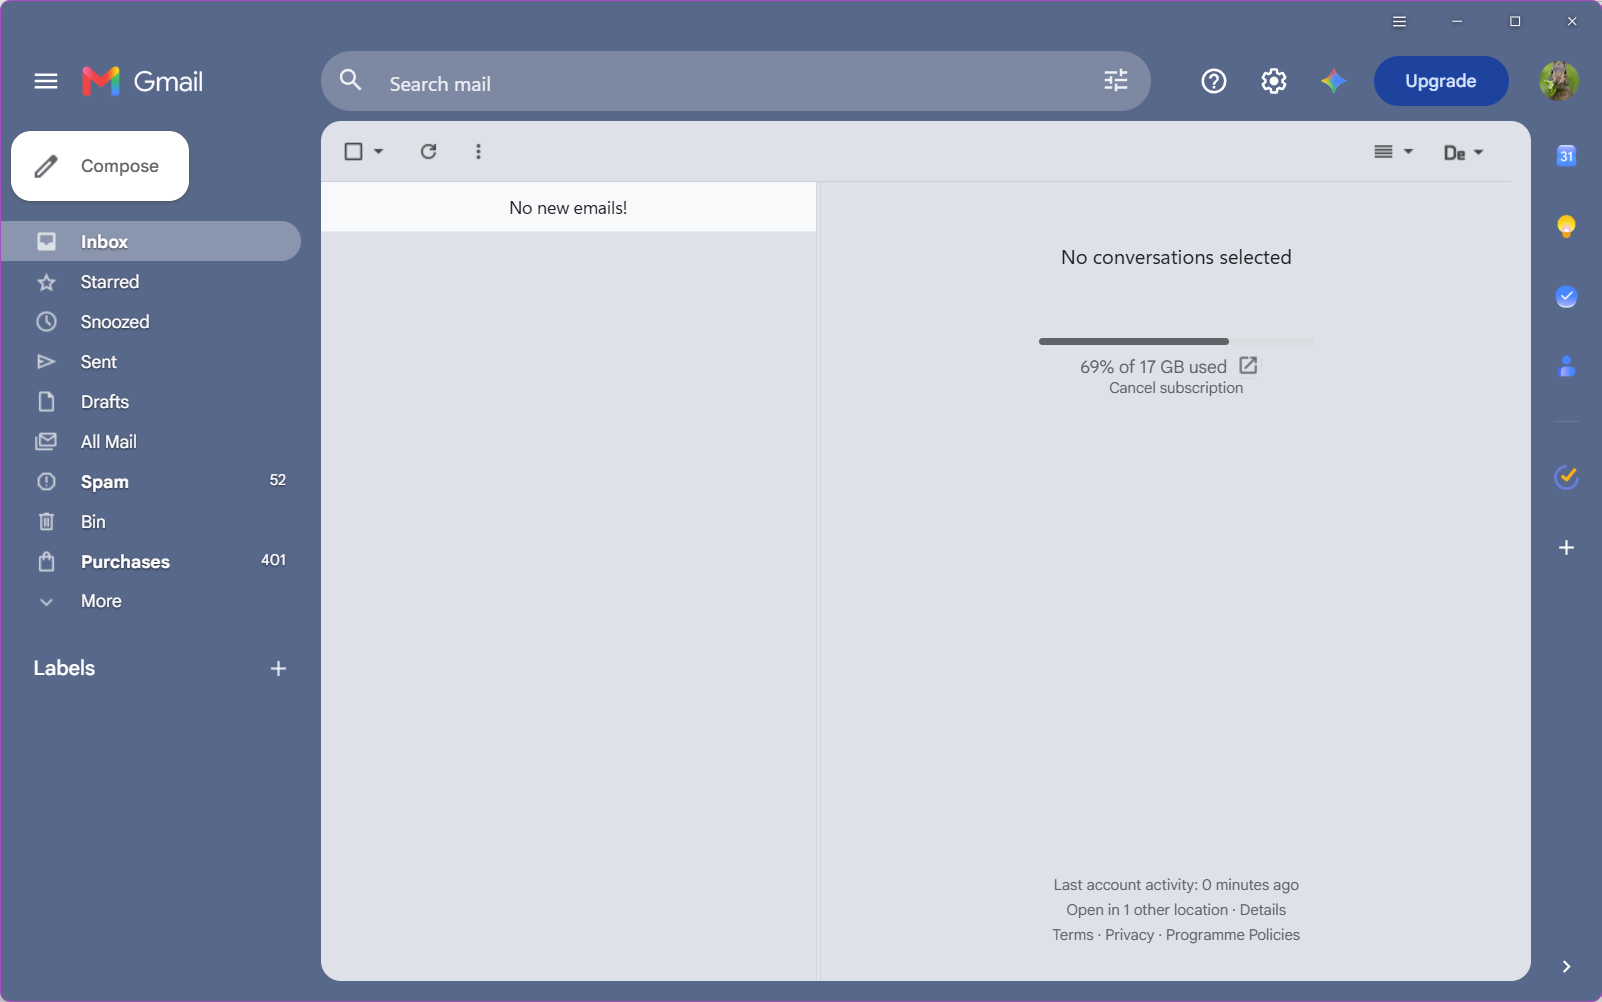 Gmail
Search mail
Upgrade
Compose
Inbox
Starred
Snoozed
Sent
Drafts
All Mail
Spam 52
Bin
Purchases 401
More
Labels
De
No new emails!
No conversations selected
69% of 17 GB used
Cancel subscription
Last account activity: 0 minutes ago
Open in 1 other location · Details
Terms · Privacy · Programme Policies
31